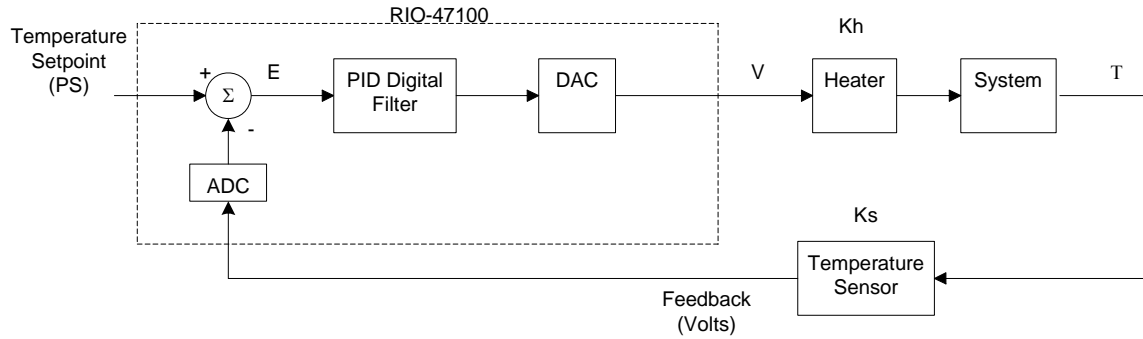 RIO-47100
Temperature
Setpoint
(PS)
+
Σ
-
E
PID Digital
Filter
DAC
V
Kh
Heater
System
T
ADC
Ks
Temperature
Sensor
Feedback
(Volts)